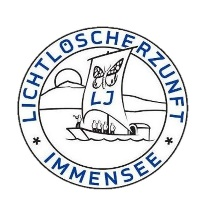 LICHTLÖSCHERZUNFT
LJ
* IMMENSEE *